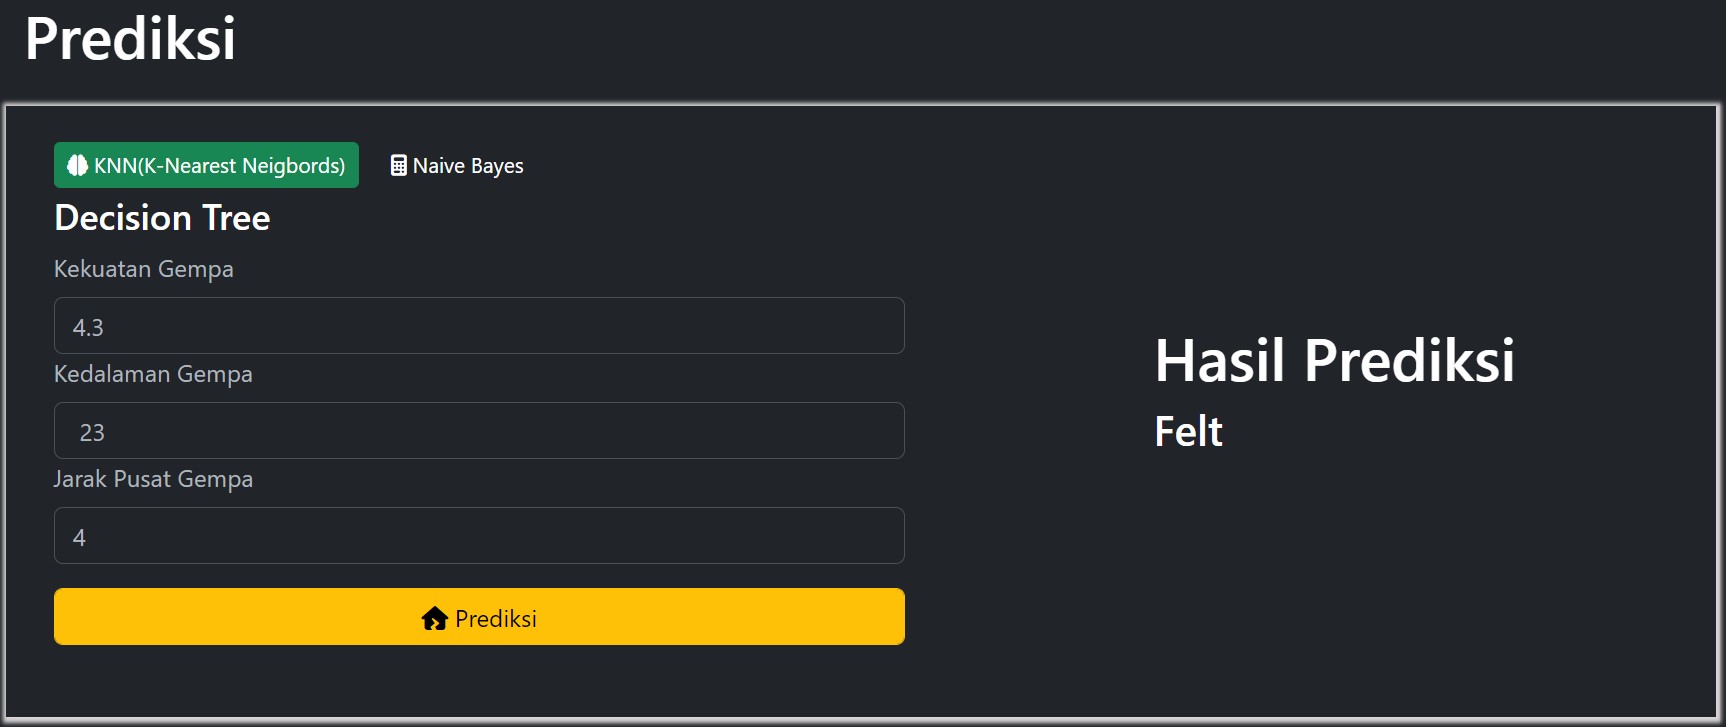 Prediksi
KNN(K-Nearest Neigbords) Naive Bayes
Decision Tree
Kekuatan Gempa
4.3
Kedalaman Gempa
23
Jarak Pusat Gempa
4
Prediksi
Hasil Prediksi
Felt